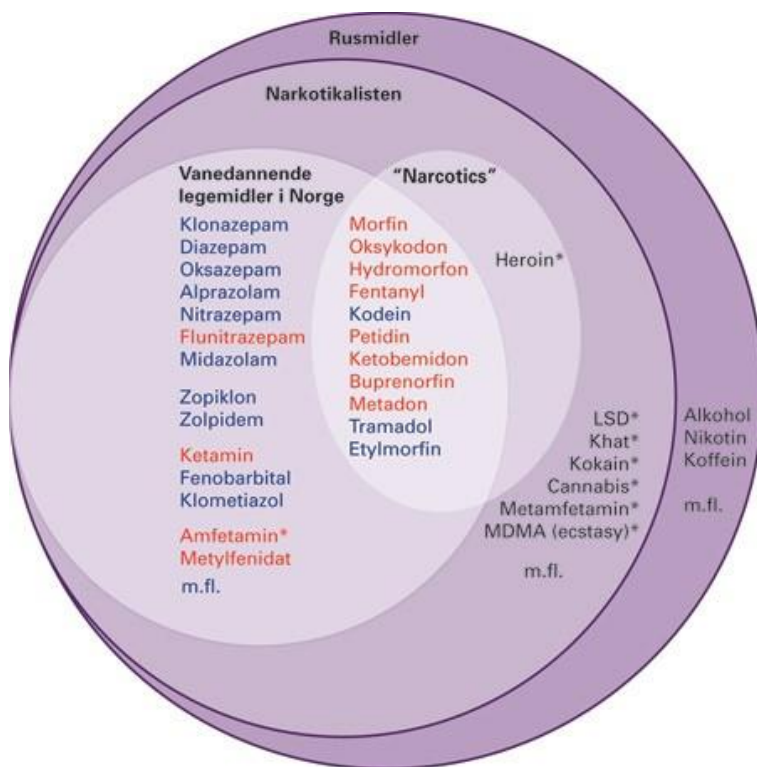 Rusmidler
Narkotikalisten
Vanedannende
legemidler i Norge
Klonazepam
Diazepam
Oksazepam
Alprazolam
Nitrazepam
Flunitrazepam
Midazolam
Zopiklon
Zolpidem
Ketamin
Fenobarbital
Klometiazol
Amfetamin*
Metylfenidat
m.fl.
"Narcotics"
Morfin
Oksykodon
Hydromorfon
Fentanyl
Kodein
Petidin
Ketobemidon
Buprenorfin
Metadon
Tramadol
Etylmorfin
Heroin*
LSD*
Khat*
Kokain*
Cannabis*
Metamfetamin*
MDMA (ecstasy)*
m.fl.
Alkohol
Nikotin
Koffein
m.fl.